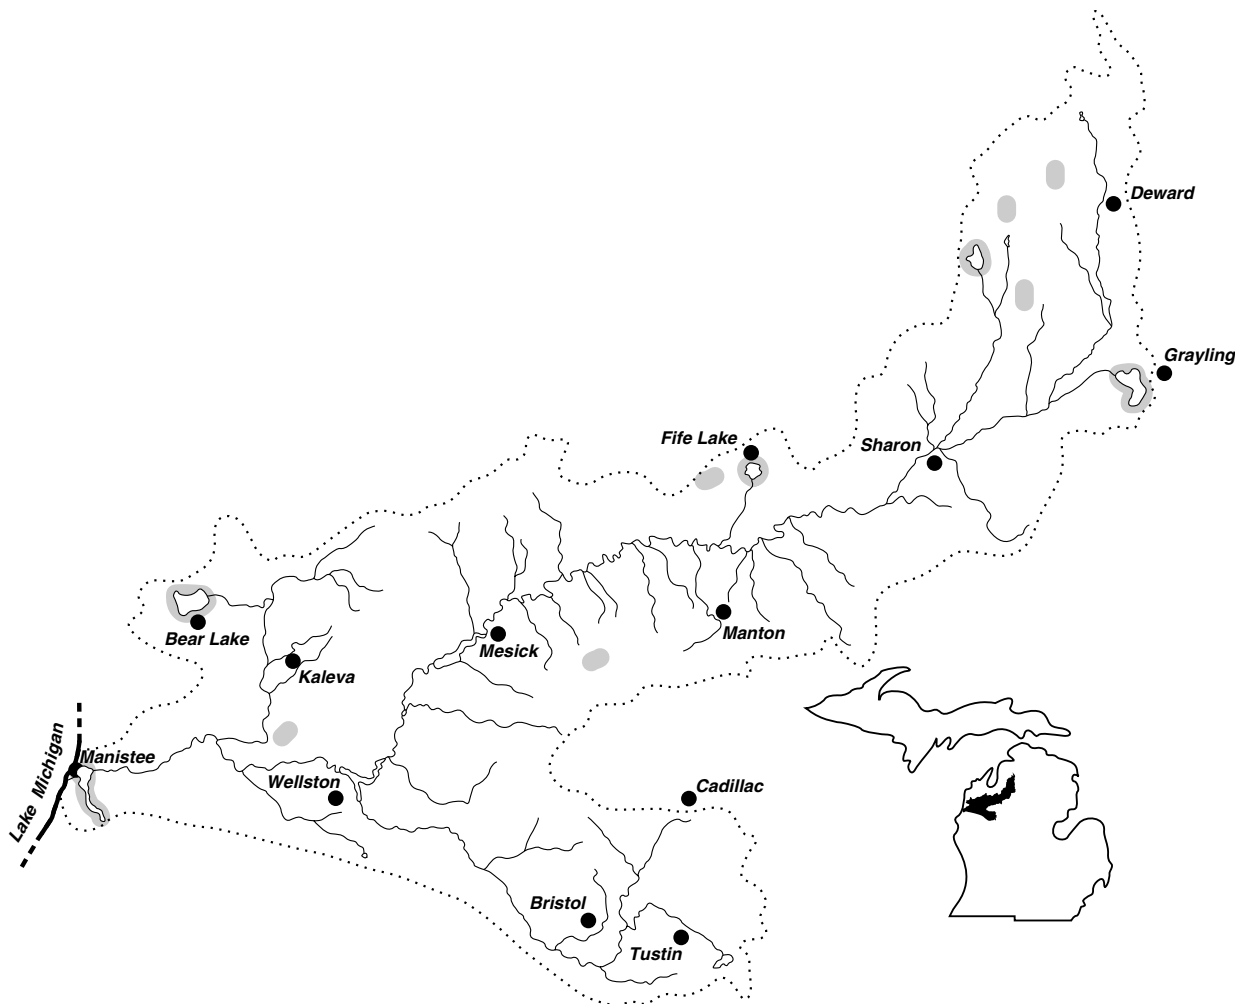 Deward
Grayling
Fife Lake
Sharon
Bear Lake
Manton
Mesick
Kaleva
Lake Michigan
Manistee
Wellston
Cadillac
Bristol
Tustin